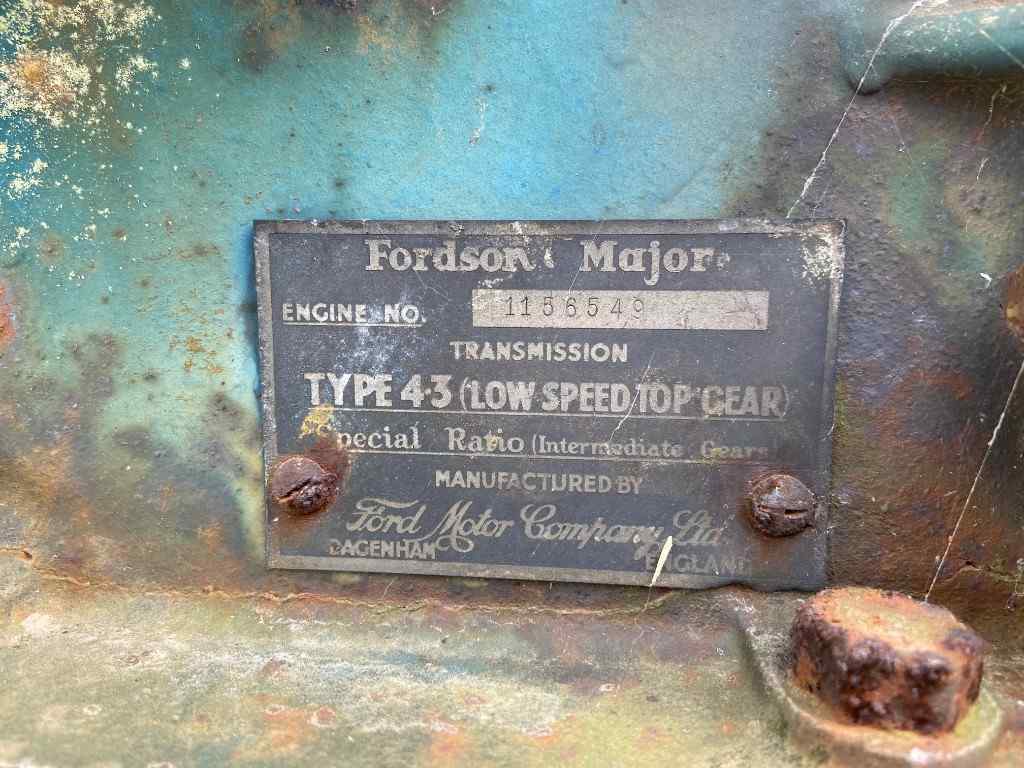 Fordson Major
ENGINE NO. 1156549
TRANSMISSION
TYPE 4-3 (LOW SPEED TOP GEAR)
Special Ratio (Intermediate Gears)
MANUFACTURED BY
Ford Motor Company Ltd
DAGENHAM ENGLAND